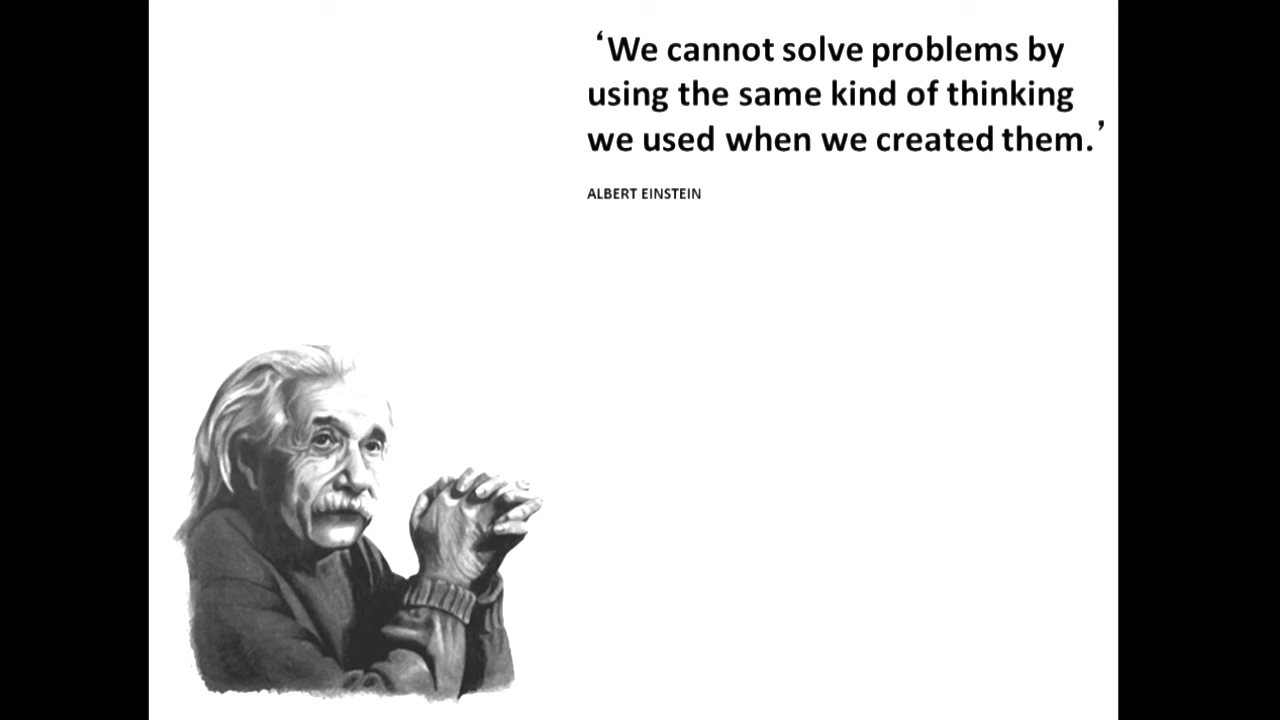 ‘We cannot solve problems by
using the same kind of thinking
we used when we created them.’
ALBERT EINSTEIN